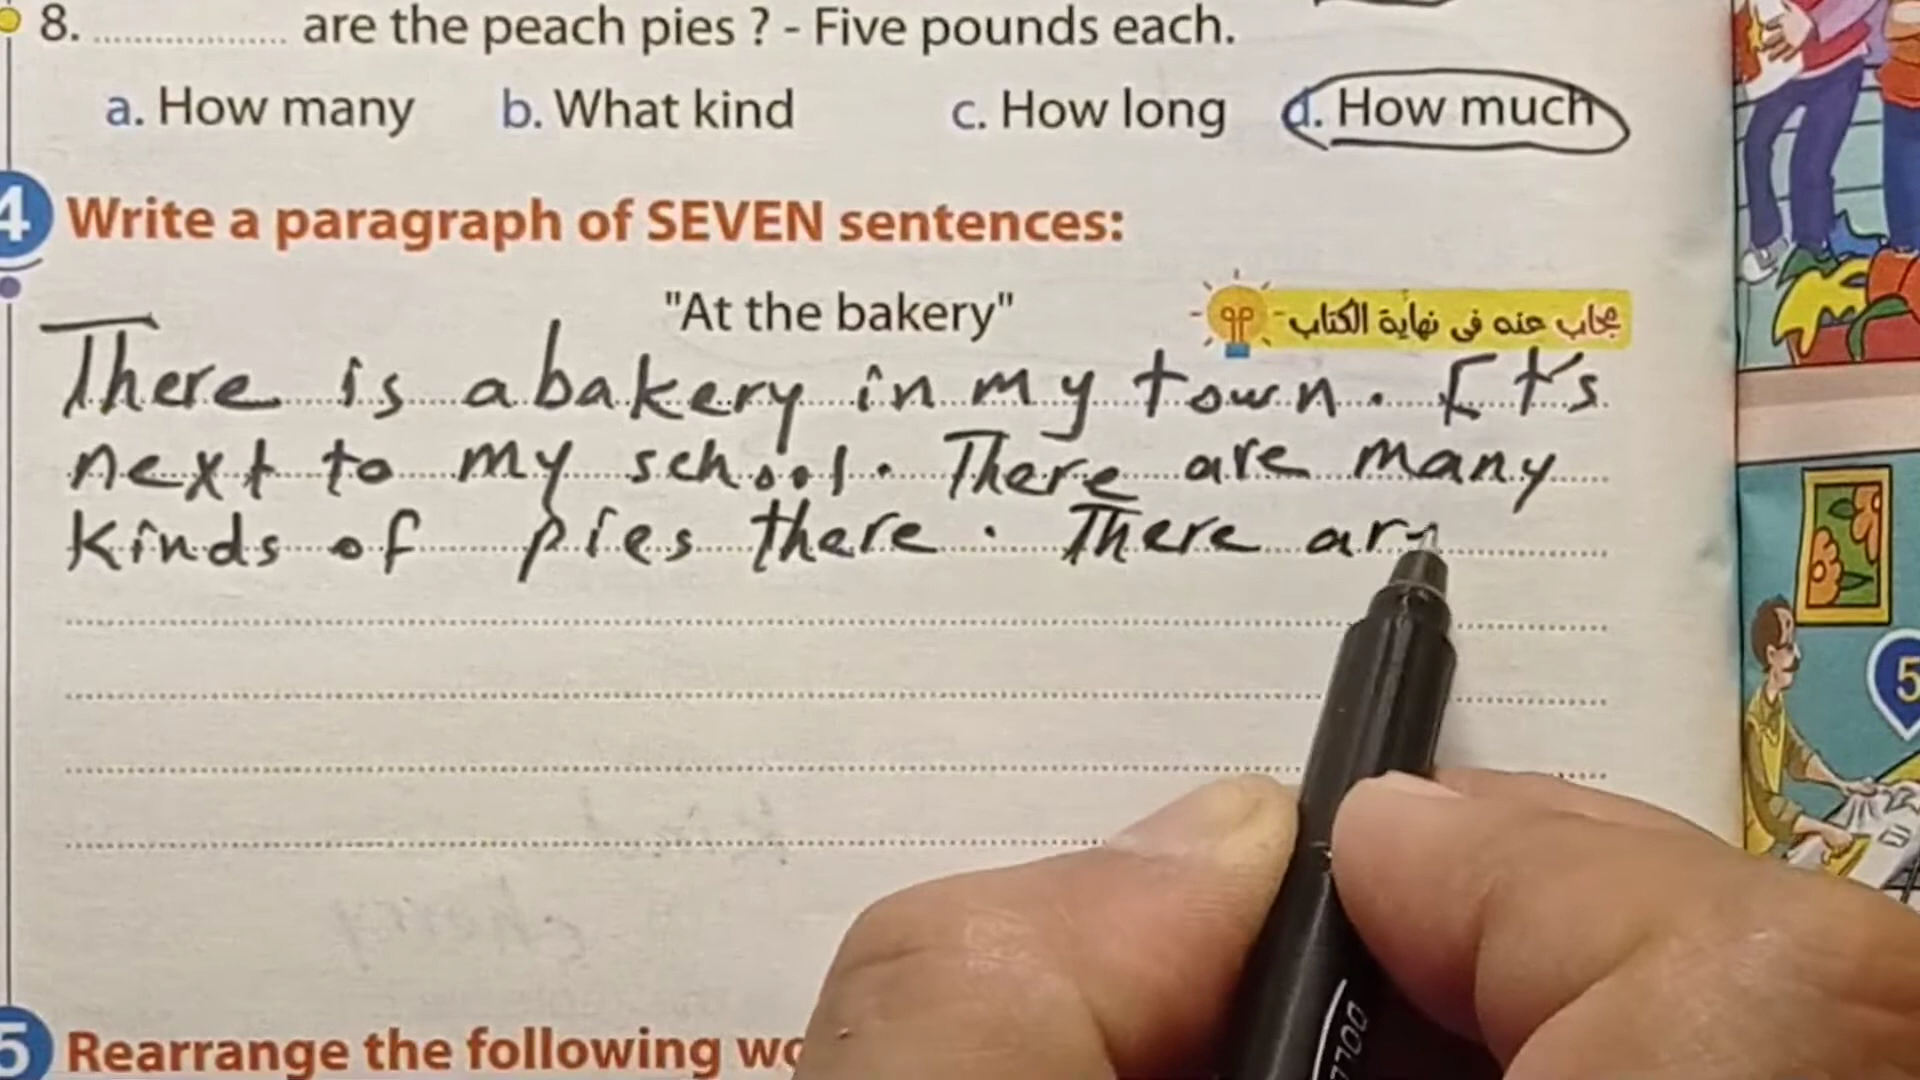 8. ................ are the peach pies ? - Five pounds each.
a. How many b. What kind c. How long d. How much
4 Write a paragraph of SEVEN sentences:
"At the bakery" يجاب عنه فى نهاية الكتاب
There is a bakery in my town. It's
next to my school. There are many
kinds of pies there. There are
5
5 Rearrange the following